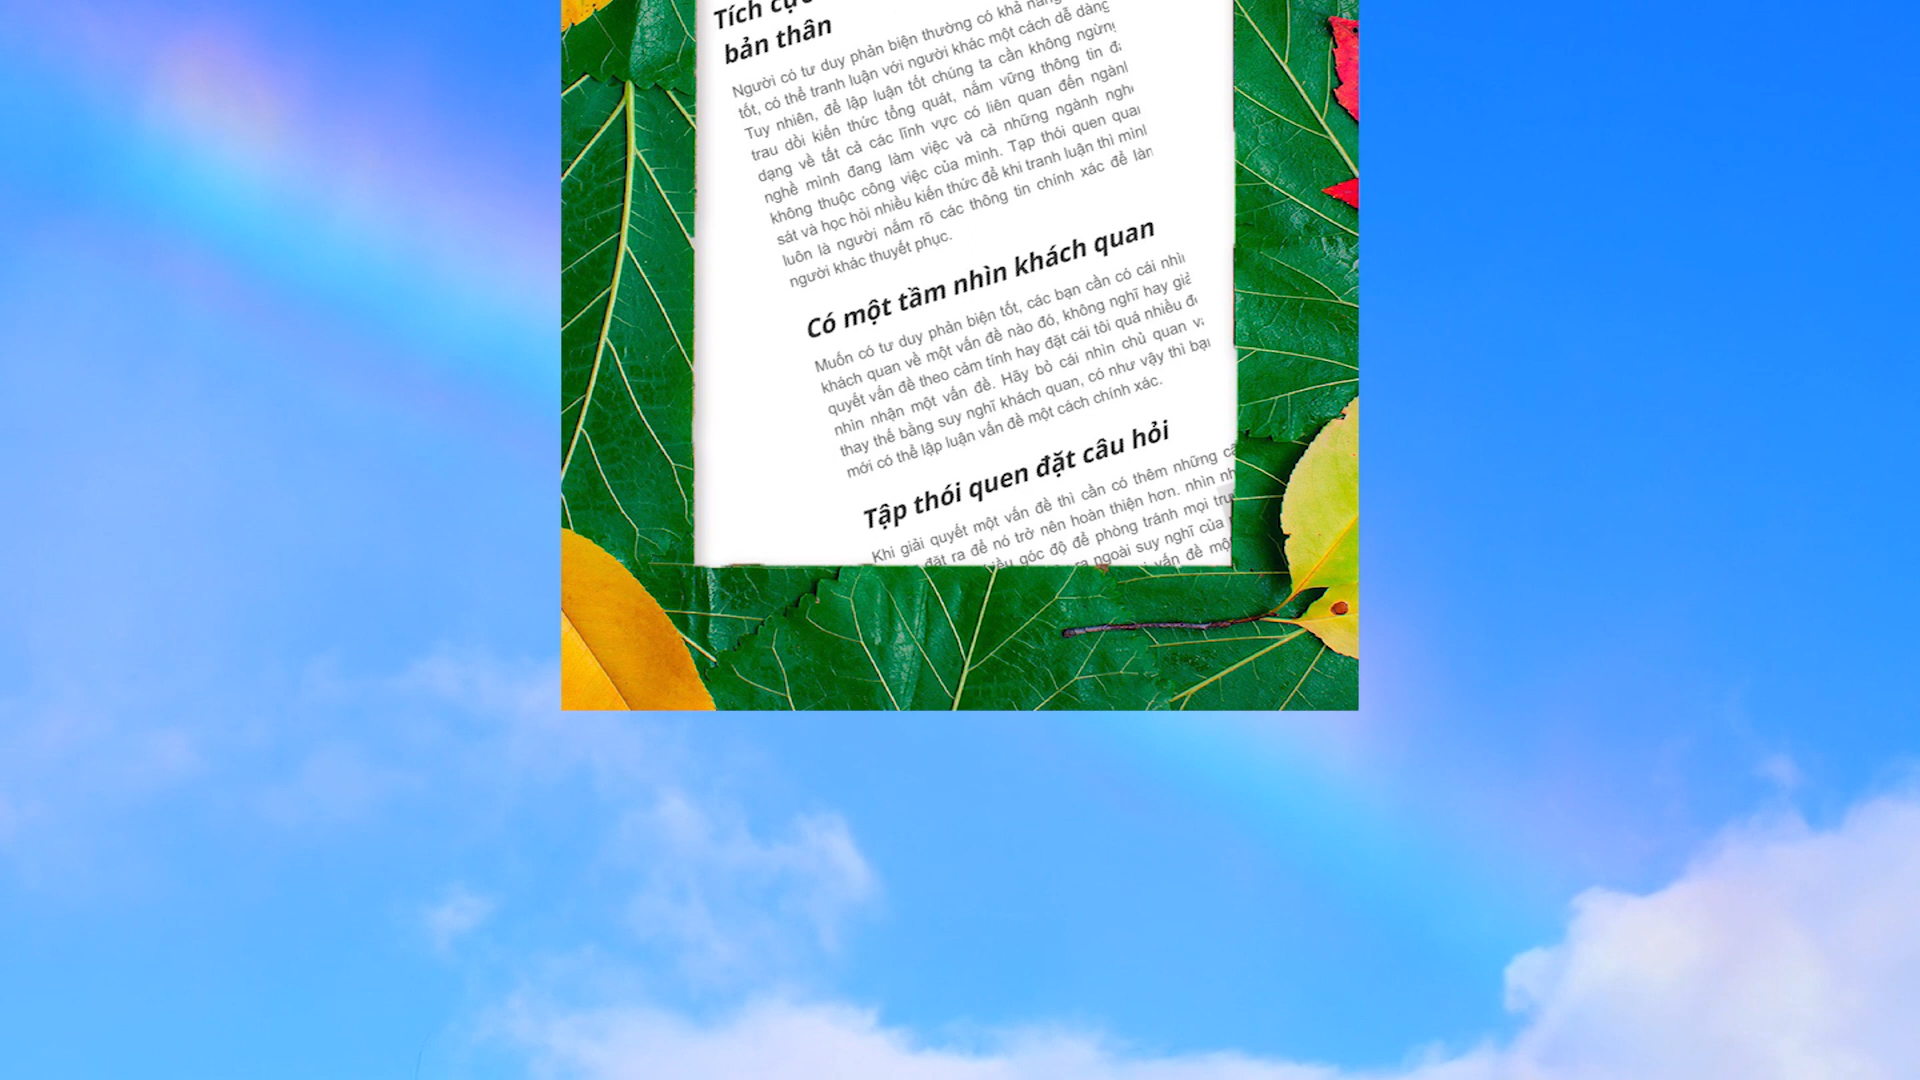 Tích cực
bản thân
Người có tư duy phản biện thường có khả năng
tốt, có thể tranh luận với người khác một cách dễ dàng
Tuy nhiên, để lập luận tốt chúng ta cần không ngừng
trau dồi kiến thức tổng quát, nắm vững thông tin
dạng về tất cả các lĩnh vực có liên quan đến
nghề mình đang làm việc và cả những ngành
không thuộc công việc của mình. Tạp thói quen
sát và học hỏi nhiều kiến thức để khi tranh luận thì
luôn là người nắm rõ các thông tin chính xác để
người khác thuyết phục.
Có một tầm nhìn khách quan
Muốn có tư duy phản biện tốt, các bạn cần có cái
khách quan về một vấn đề nào đó, không nghĩ hay
quyết vấn đề theo cảm tính hay đặt cái tôi quá nhiều
nhìn nhận một vấn đề. Hãy bỏ cái nhìn chủ quan
thay thế bằng suy nghĩ khách quan, có như vậy thì
mới có thể lập luận vấn đề một cách chính xác.
Tập thói quen đặt câu hỏi
Khi giải quyết một vấn đề thì cần có thêm những
đặt ra để nó trở nên hoàn thiện hơn. nhìn
góc độ để phòng tránh mọi
ngoài suy nghĩ của
vấn đề